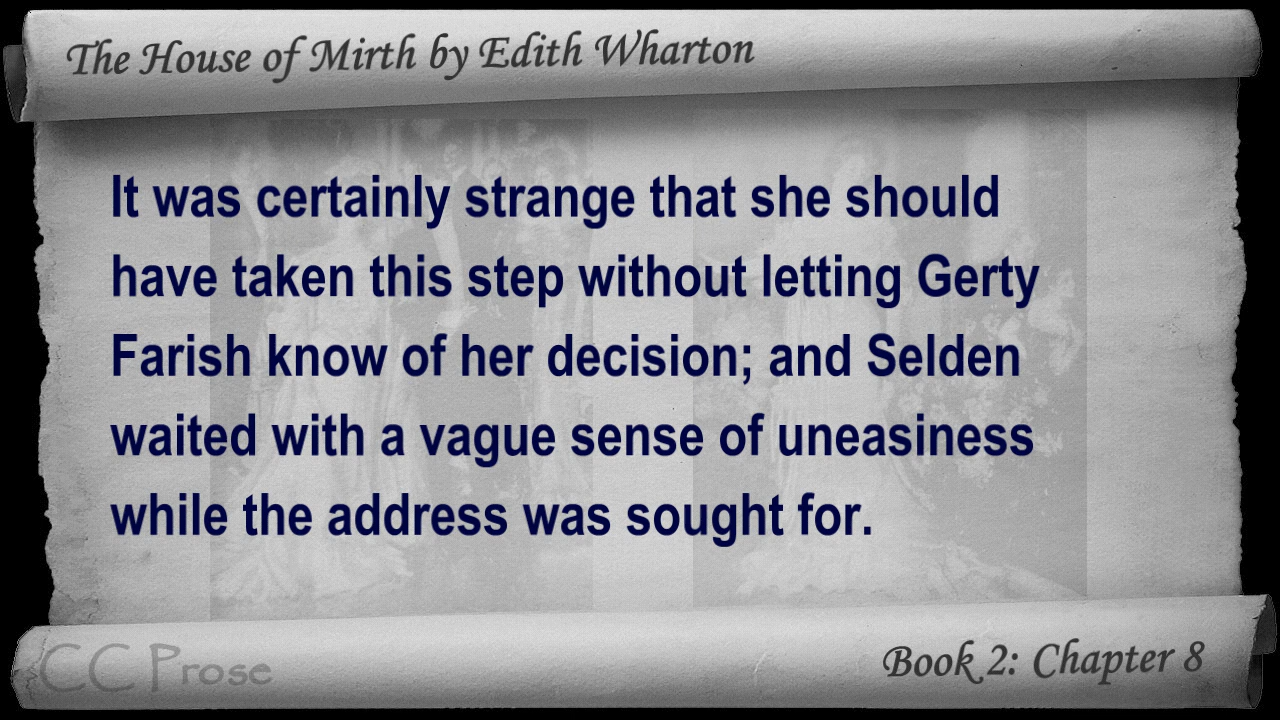 The House of Mirth by Edith Wharton
It was certainly strange that she should
have taken this step without letting Gerty
Farish know of her decision; and Selden
waited with a vague sense of uneasiness
while the address was sought for.
CC Prose
Book 2: Chapter 8